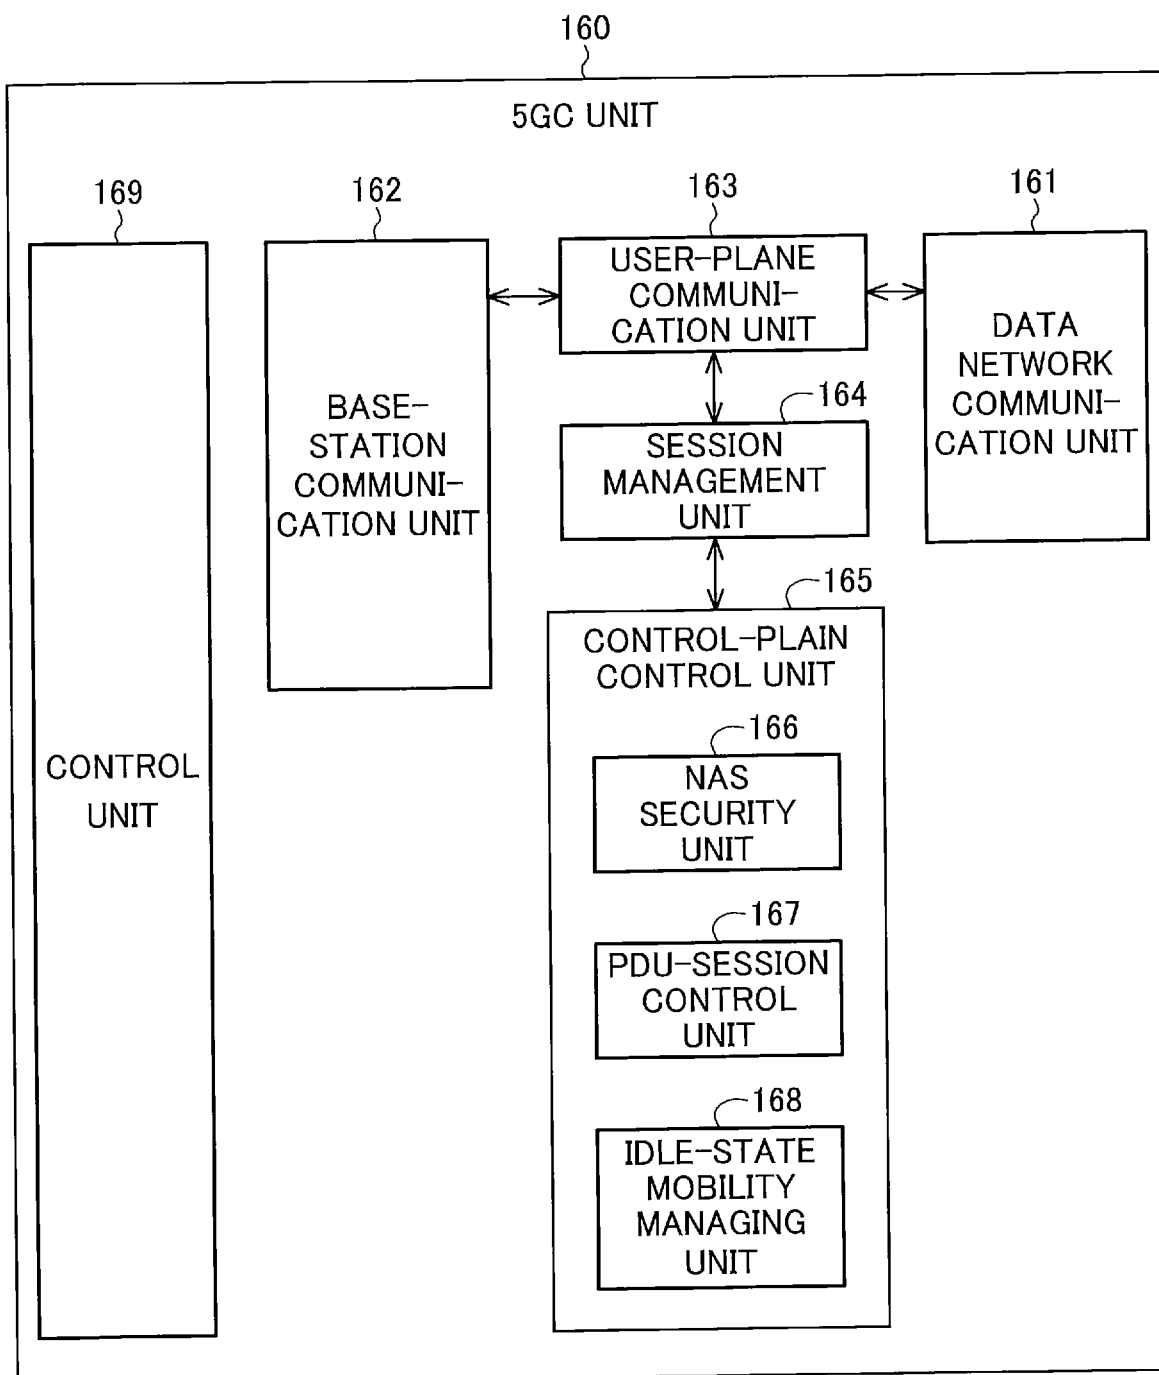 160
5GC UNIT
169
162
163
161
CONTROL
UNIT
BASE-
STATION
COMMUNI-
CATION UNIT
USER-PLANE
COMMUNI-
CATION UNIT
DATA
NETWORK
COMMUNI-
CATION UNIT
164
SESSION
MANAGEMENT
UNIT
165
CONTROL-PLAIN
CONTROL UNIT
166
NAS
SECURITY
UNIT
167
PDU-SESSION
CONTROL
UNIT
168
IDLE-STATE
MOBILITY
MANAGING
UNIT